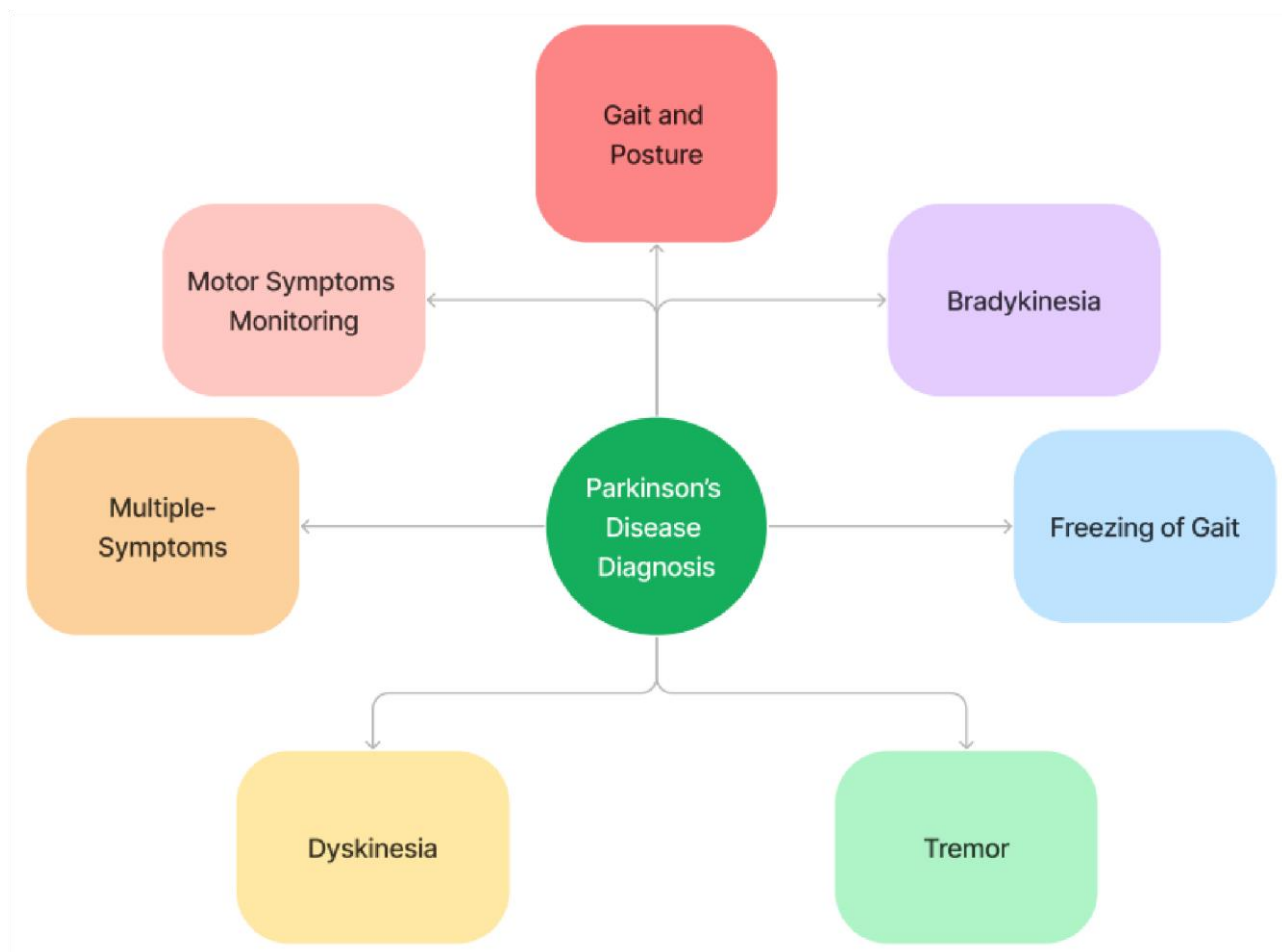 Gait and
Posture
Motor Symptoms
Monitoring
Bradykinesia
Multiple-
Symptoms
Parkinson’s
Disease
Diagnosis
Freezing of Gait
Dyskinesia
Tremor